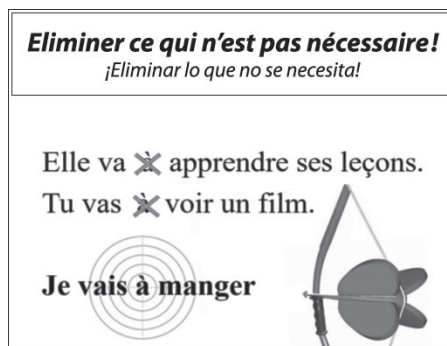 Eliminer ce qui n'est pas nécessaire!
¡Eliminar lo que no se necesita!
Elle va à apprendre ses leçons.
Tu vas à voir un film.
Je vais à manger